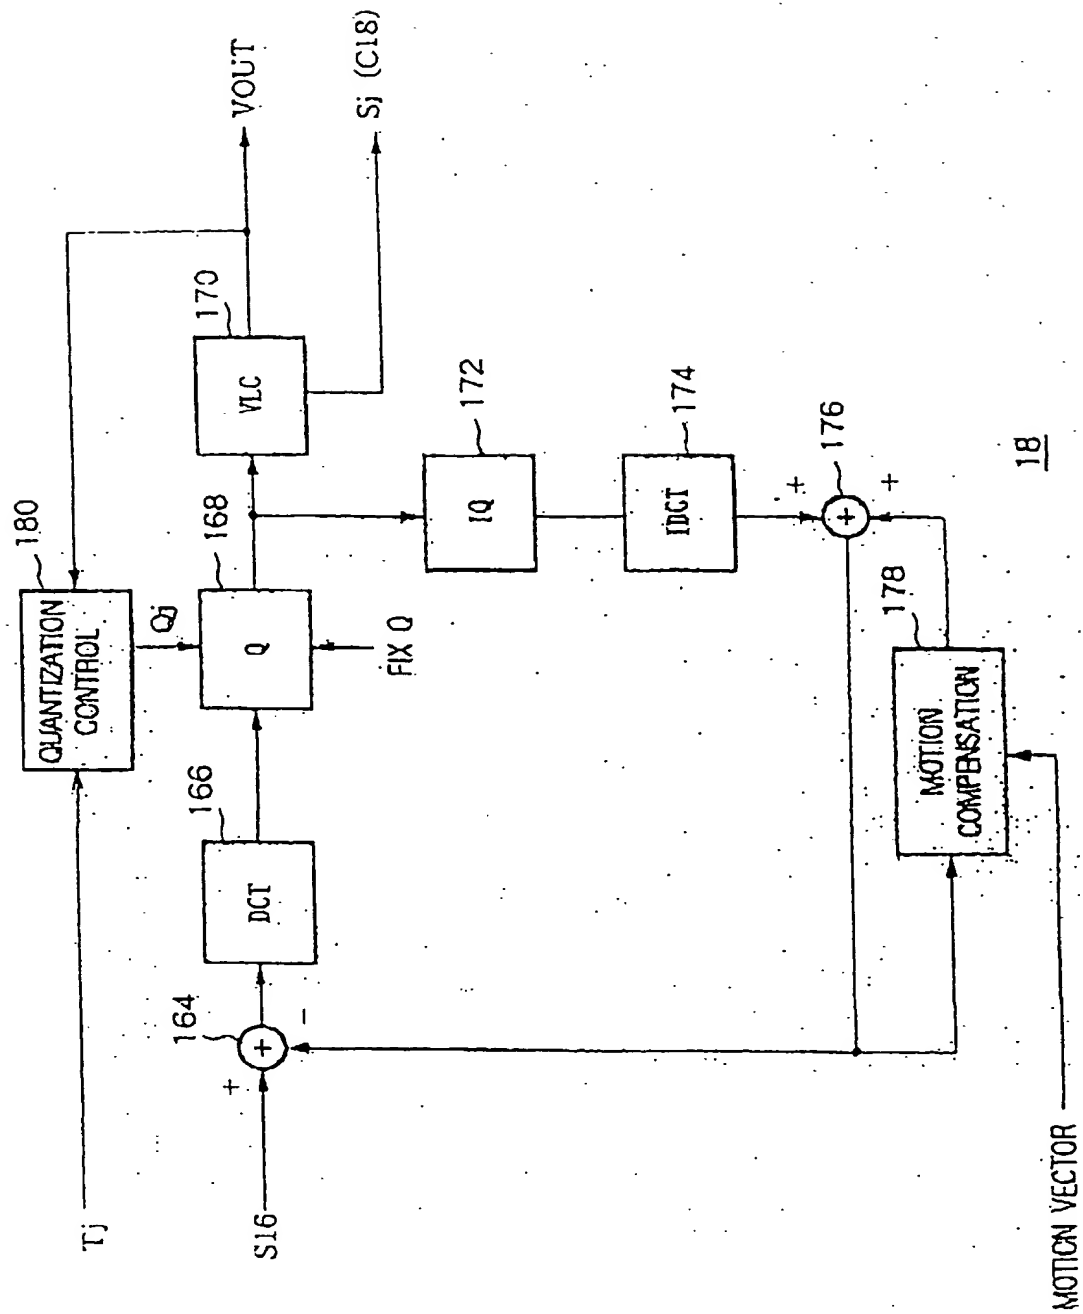 Tj
180
QUANTIZATION
CONTROL
Qj
S16
+
164
+
-
166
DCT
168
Q
FIX Q
170
VLC
VOUT
Sj (C18)
172
IQ
174
IDCT
+
176
+
+
178
MOTION
COMPENSATION
MOTION VECTOR
18